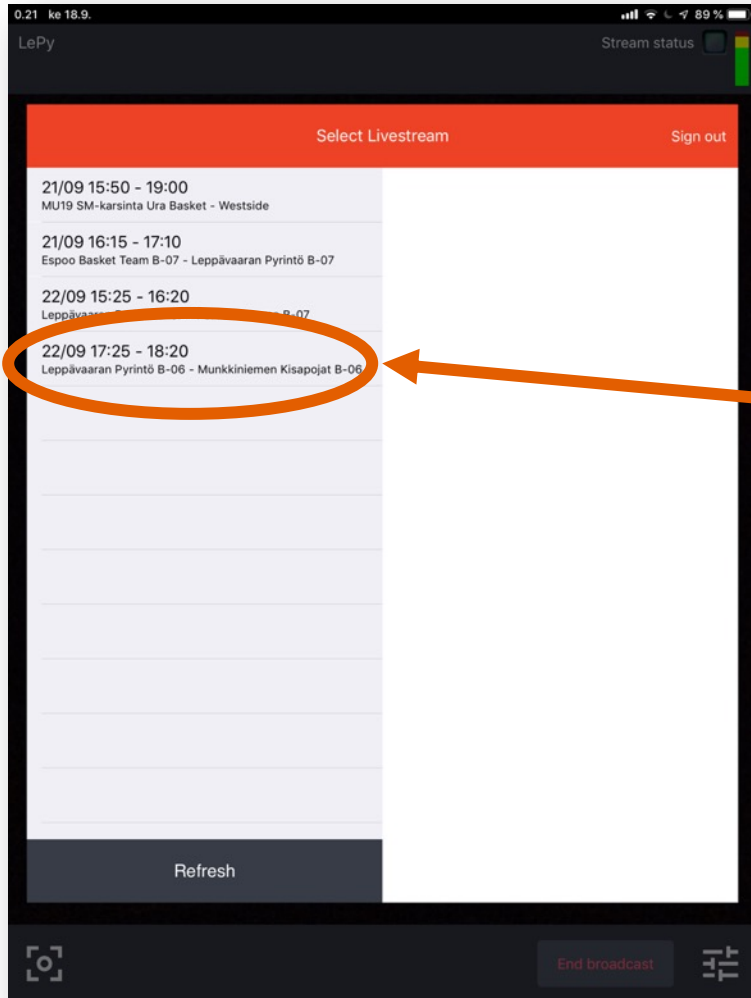 0.21 ke 18.9. 89 %
LePy Stream status
Select Livestream Sign out
21/09 15:50 - 19:00
MU19 SM-karsinta Ura Basket - Westside
21/09 16:15 - 17:10
Espoo Basket Team B-07 - Leppävaaran Pyrintö B-07
22/09 15:25 - 16:20
B-07
22/09 17:25 - 18:20
Leppävaaran Pyrintö B-06 - Munkkiniemen Kisapojat B-06
Refresh
End broadcast